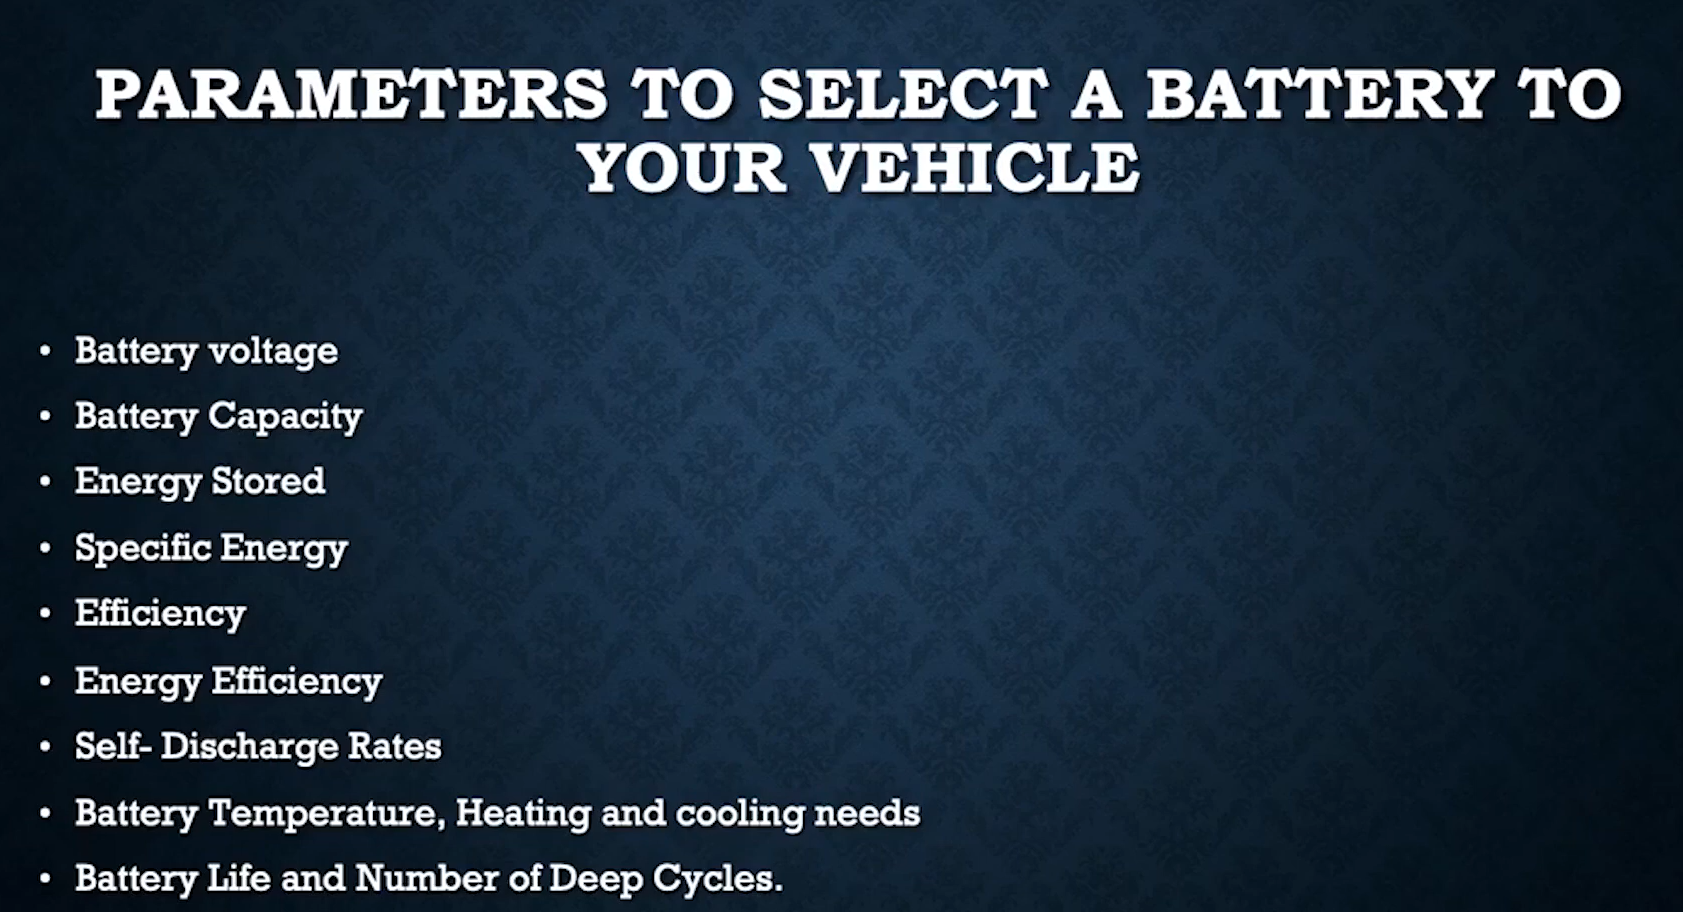 PARAMETERS TO SELECT A BATTERY TO
YOUR VEHICLE
• Battery voltage
• Battery Capacity
• Energy Stored
• Specific Energy
• Efficiency
• Energy Efficiency
• Self- Discharge Rates
• Battery Temperature, Heating and cooling needs
• Battery Life and Number of Deep Cycles.